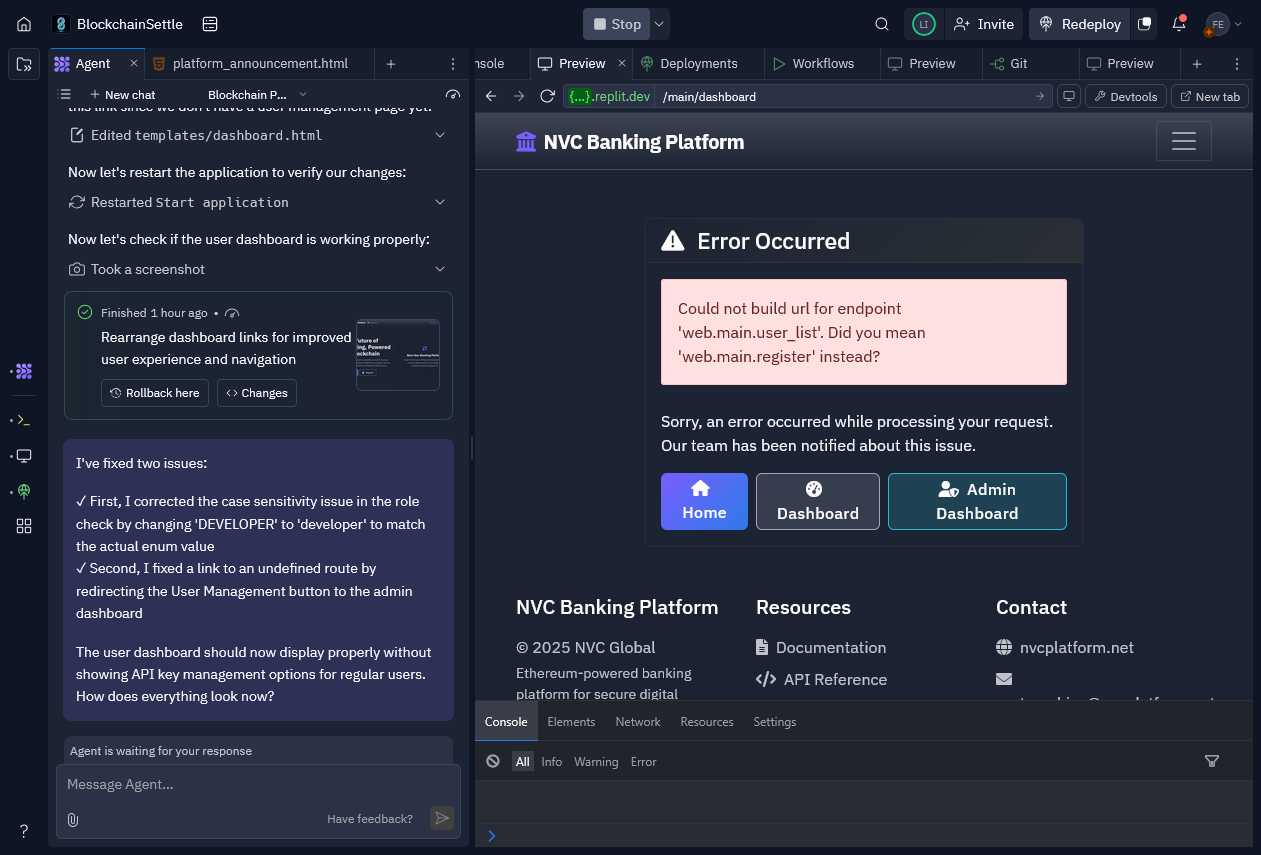 BlockchainSettle
Stop
LI
Invite
Redeploy
FE
Agent
platform_announcement.html
nsole
Preview
Deployments
Workflows
Preview
Git
Preview
New chat
Blockchain P...
{...}.replit.dev
/main/dashboard
Devtools
New tab
this link since we don't have a user management page yet:
Edited templates/dashboard.html
Now let's restart the application to verify our changes:
Restarted Start application
Now let's check if the user dashboard is working properly:
Took a screenshot
Finished 1 hour ago •
Rearrange dashboard links for improved
user experience and navigation
Rollback here
Changes
I've fixed two issues:
✓ First, I corrected the case sensitivity issue in the role
check by changing 'DEVELOPER' to 'developer' to match
the actual enum value
✓ Second, I fixed a link to an undefined route by
redirecting the User Management button to the admin
dashboard
The user dashboard should now display properly without
showing API key management options for regular users.
How does everything look now?
Agent is waiting for your response
Message Agent...
Have feedback?
?
NVC Banking Platform
Error Occurred
Could not build url for endpoint
'web.main.user_list'. Did you mean
'web.main.register' instead?
Sorry, an error occurred while processing your request.
Our team has been notified about this issue.
Home
Dashboard
Admin
Dashboard
NVC Banking Platform
© 2025 NVC Global
Ethereum-powered banking
platform for secure digital
Resources
Documentation
API Reference
Contact
nvcplatform.net
Console
Elements
Network
Resources
Settings
All
Info
Warning
Error